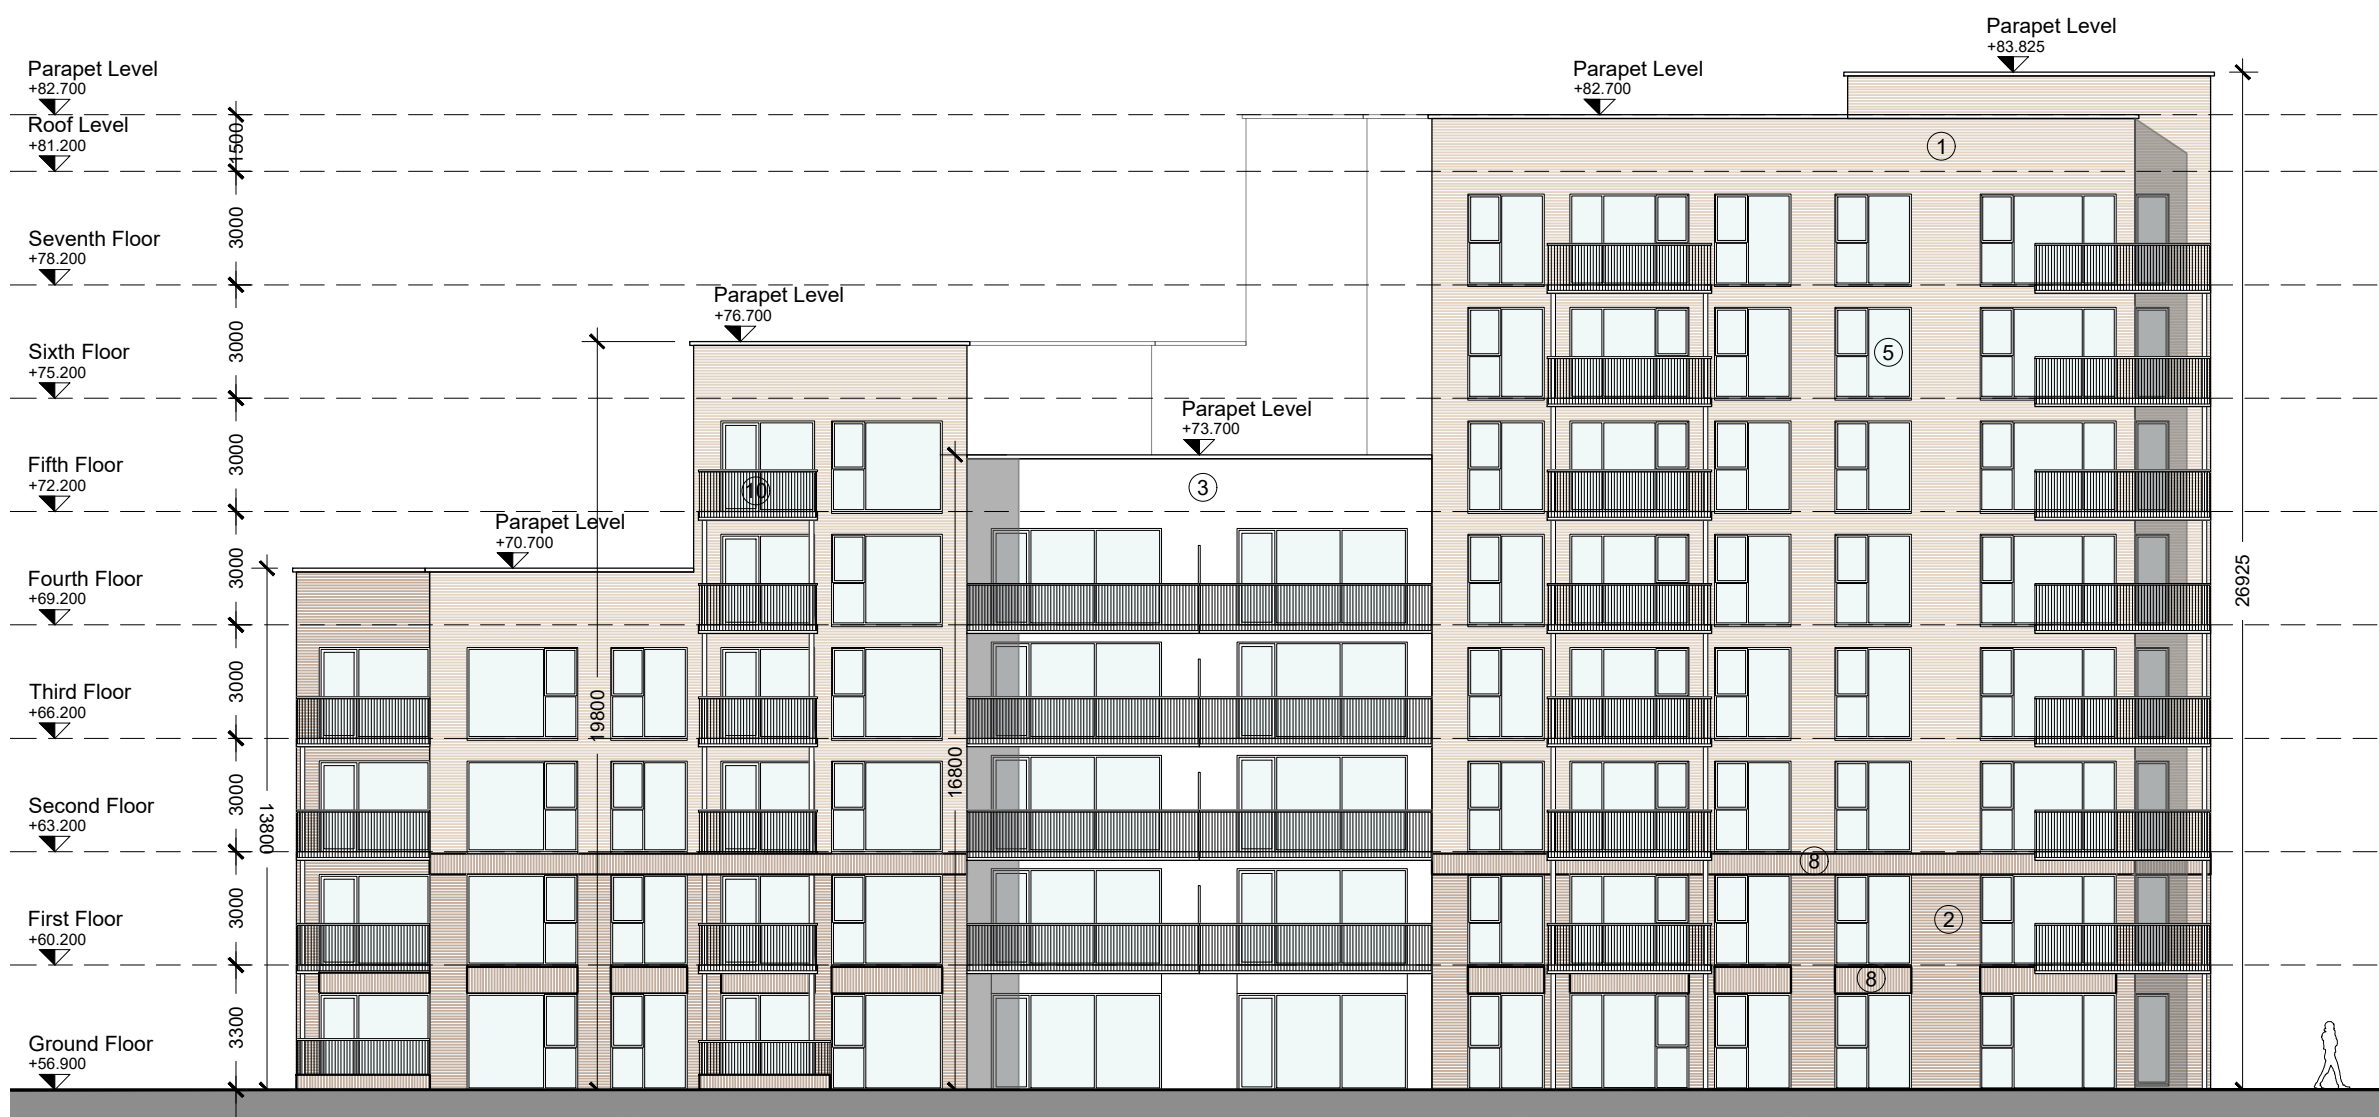 Parapet Level
+83.825
Parapet Level
+82.700
Parapet Level
+82.700
Roof Level
+81.200
1500
1
3000
Seventh Floor
+78.200
Parapet Level
+76.700
3000
Sixth Floor
+75.200
5
Parapet Level
+73.700
3000
Fifth Floor
+72.200
10
3
Parapet Level
+70.700
3000
Fourth Floor
+69.200
26925
3000
Third Floor
+66.200
19800
16800
3000
Second Floor
+63.200
13800
8
3000
First Floor
+60.200
2
8
3300
Ground Floor
+56.900